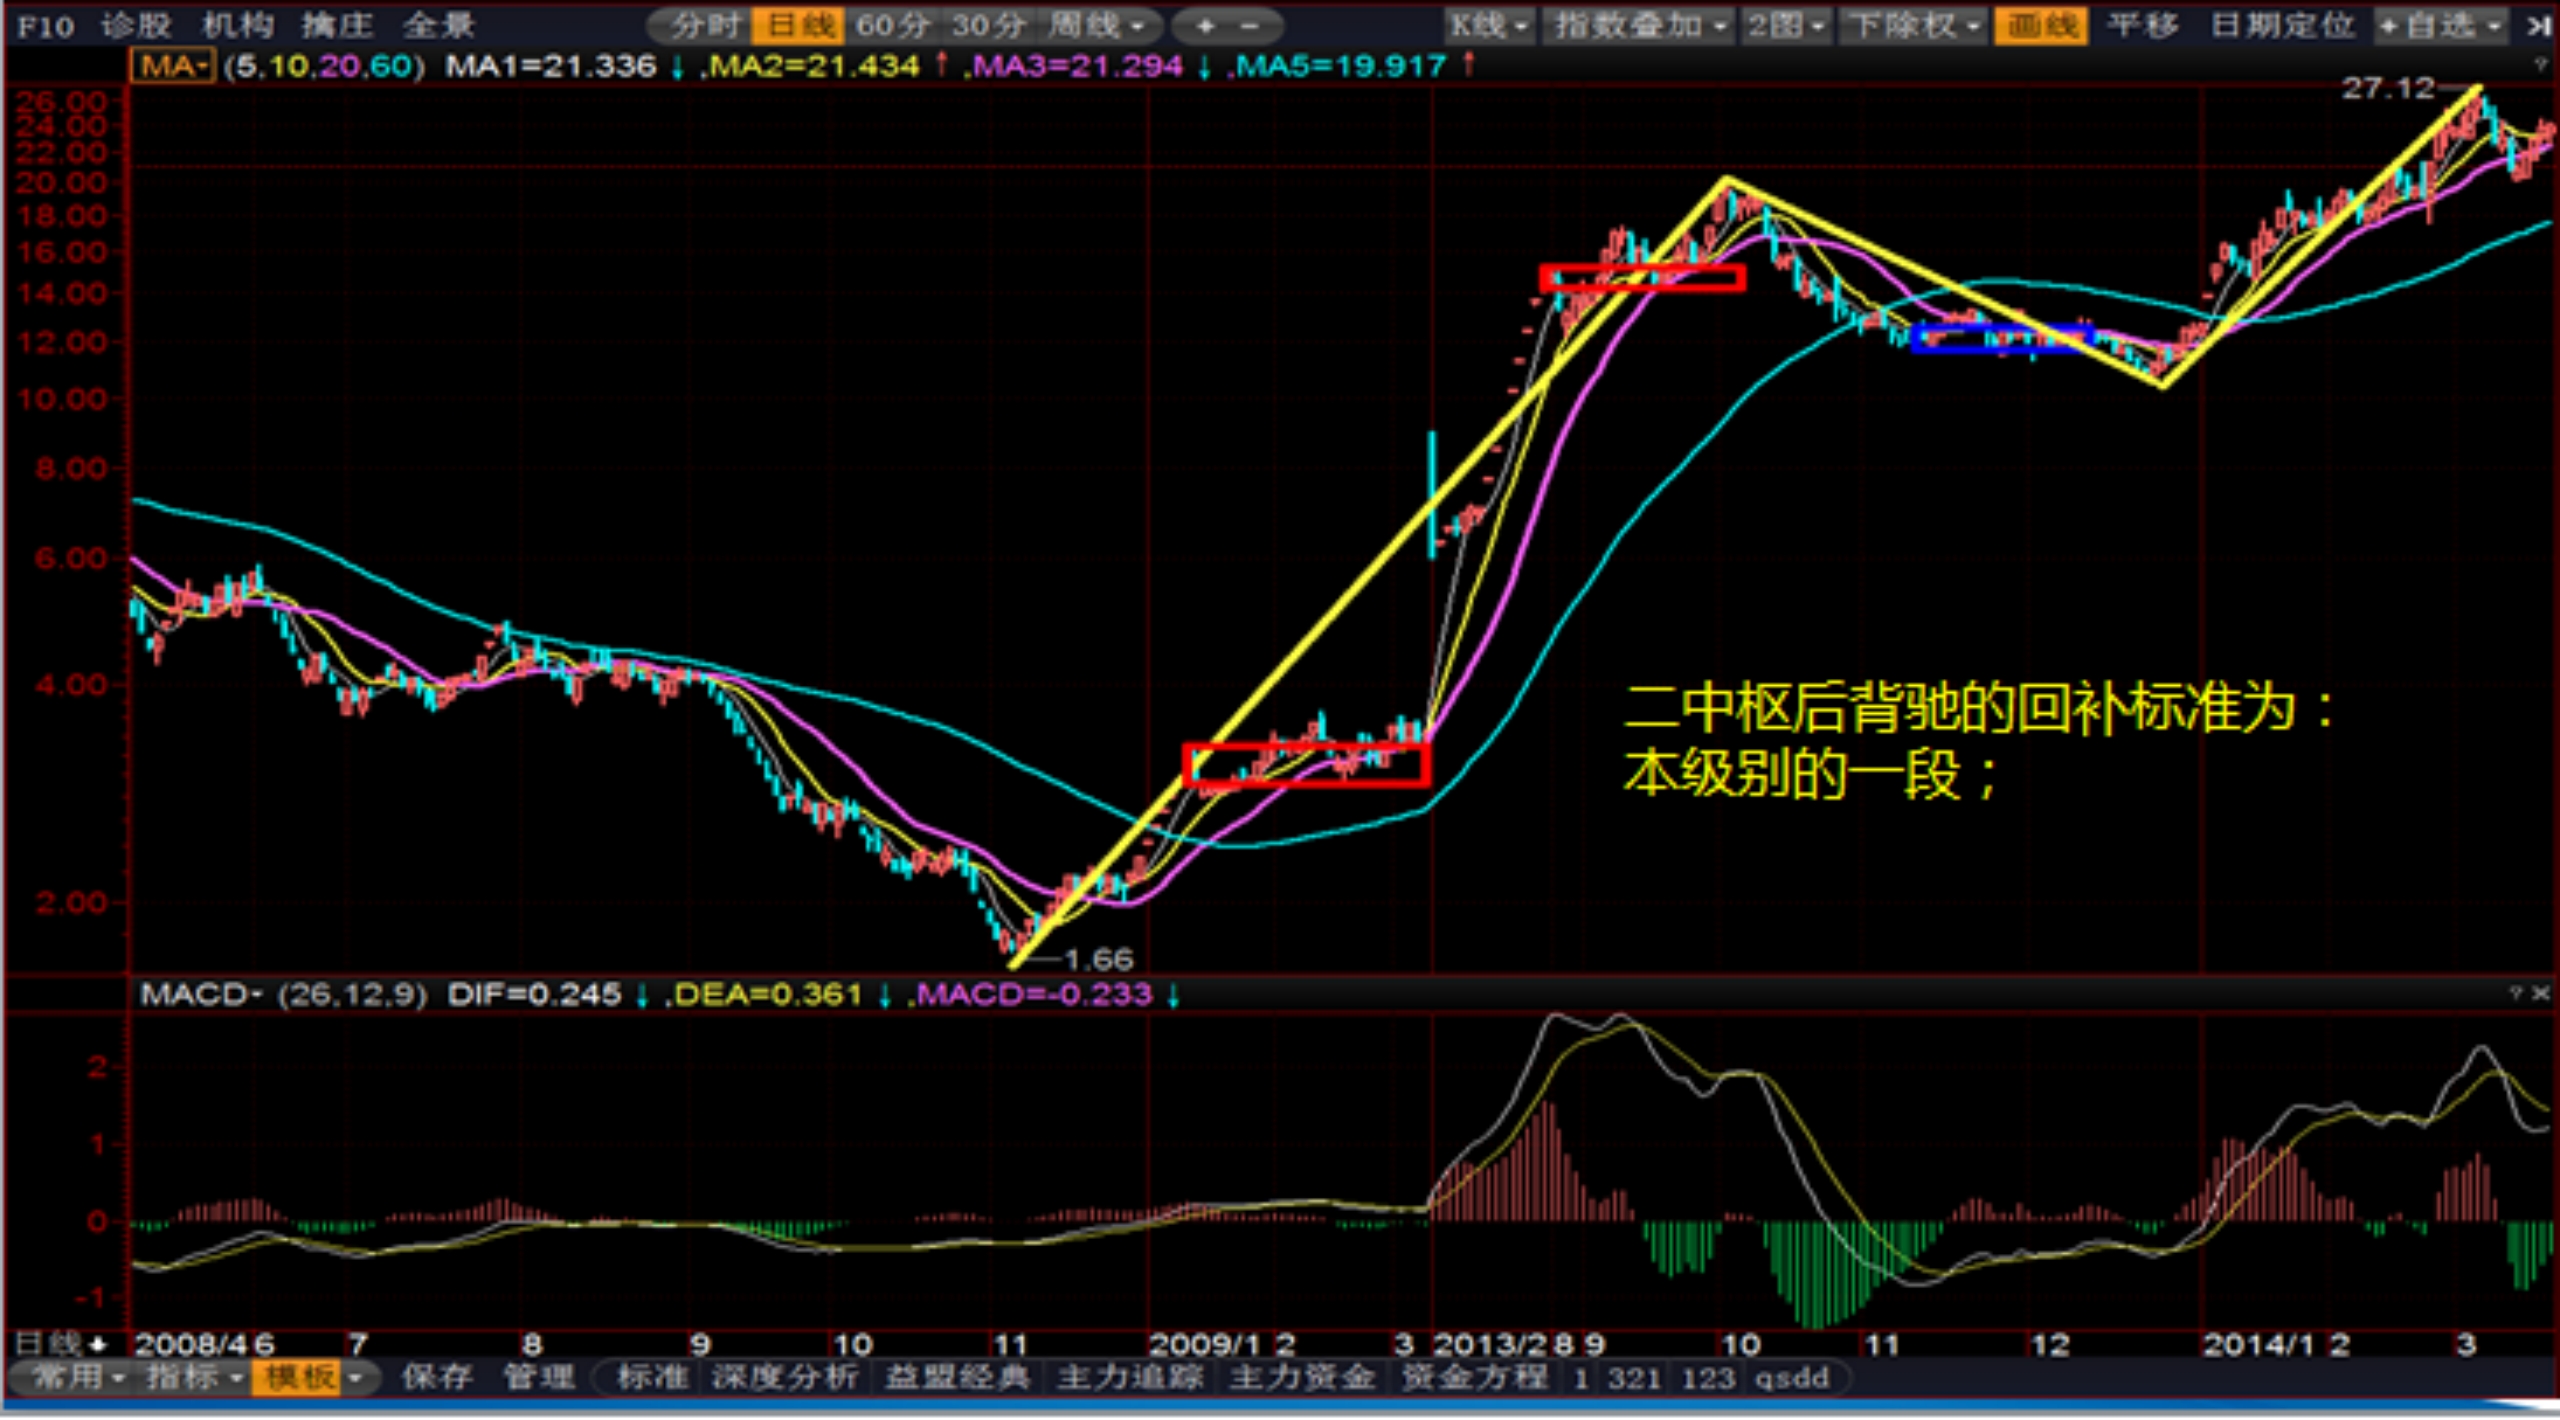 F10 诊股 机构 擒庄 全景 分时 日线 60分 30分 周线 + - K线 指数叠加 2图 下除权 画线 平移 日期定位 +自选
MA (5,10,20,60) MA1=21.336 ↓ ,MA2=21.434 ↑ ,MA3=21.294 ↓ ,MA5=19.917 ↑ ?
27.12
26.00
24.00
22.00
20.00
18.00
16.00
14.00
12.00
10.00
8.00
6.00
4.00
2.00
二中枢后背驰的回补标准为：
本级别的一段；
1.66
MACD (26,12,9) DIF=0.245 ↓ ,DEA=0.361 ↓ ,MACD=-0.233 ↓ ? ×
2
1
0
-1
日线 2008/4 6 7 8 9 10 11 2009/1 2 3 2013/2 8 9 10 11 12 2014/1 2 3
常用 指标 模板 保存 管理 标准 深度分析 益盟经典 主力追踪 主力资金 资金方程 1 321 123 qsdd